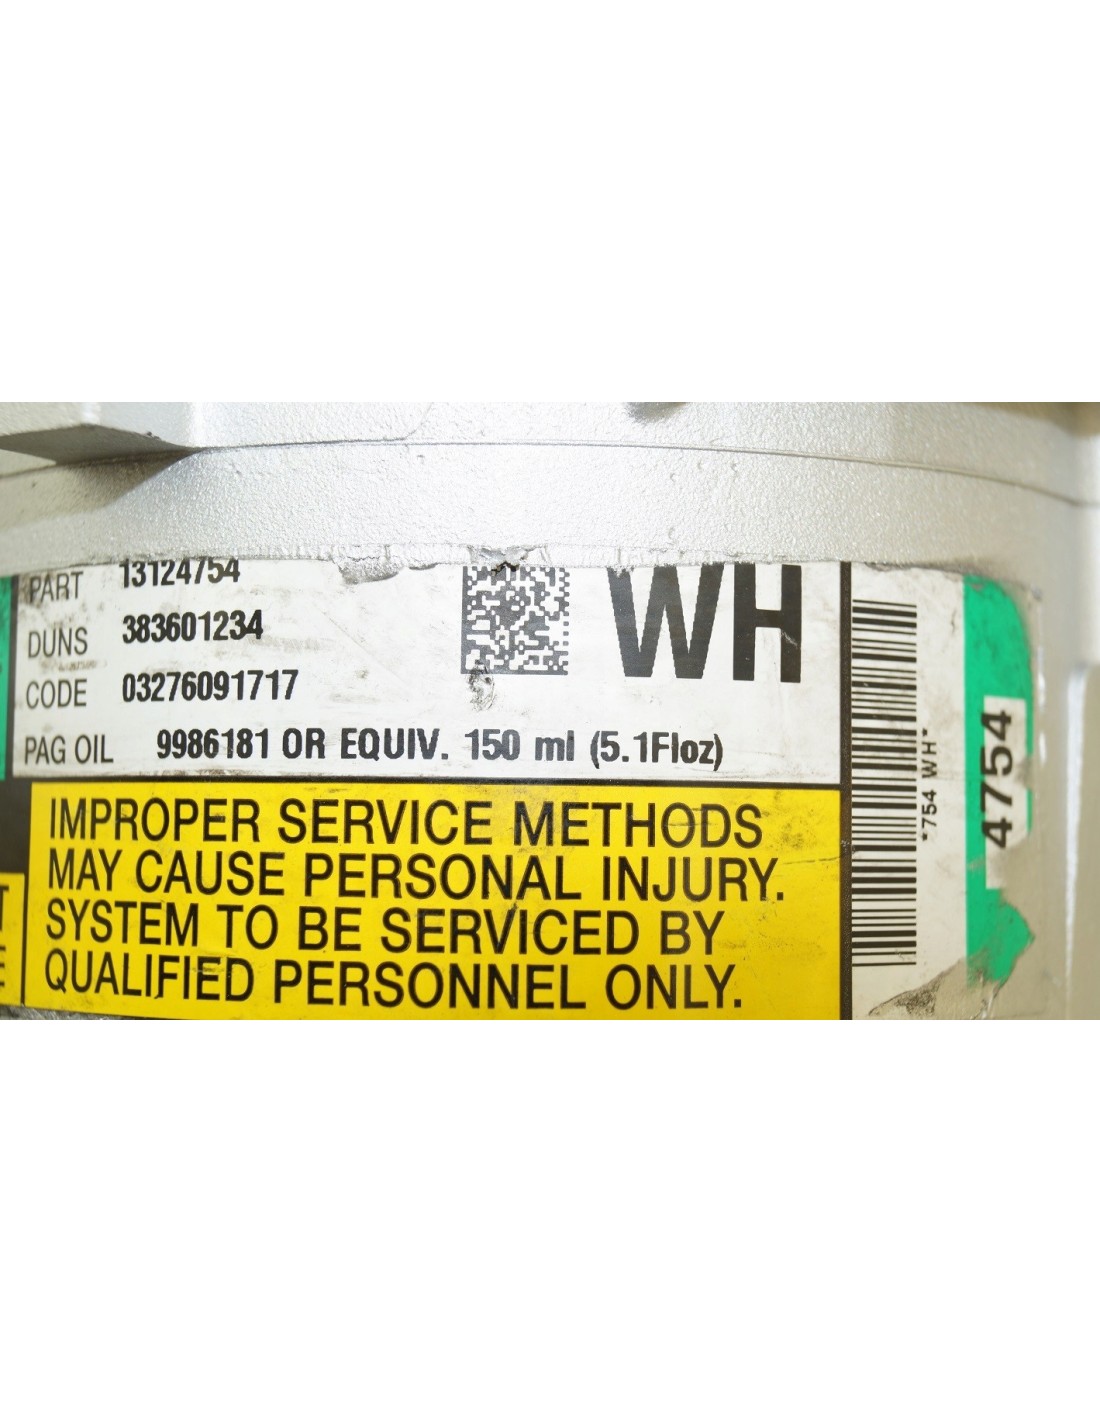 PART 13124754
DUNS 383601234
CODE 03276091717
PAG OIL 9986181 OR EQUIV. 150 ml (5.1Floz)
WH
IMPROPER SERVICE METHODS
MAY CAUSE PERSONAL INJURY.
SYSTEM TO BE SERVICED BY
QUALIFIED PERSONNEL ONLY.
*754 WH*
4754